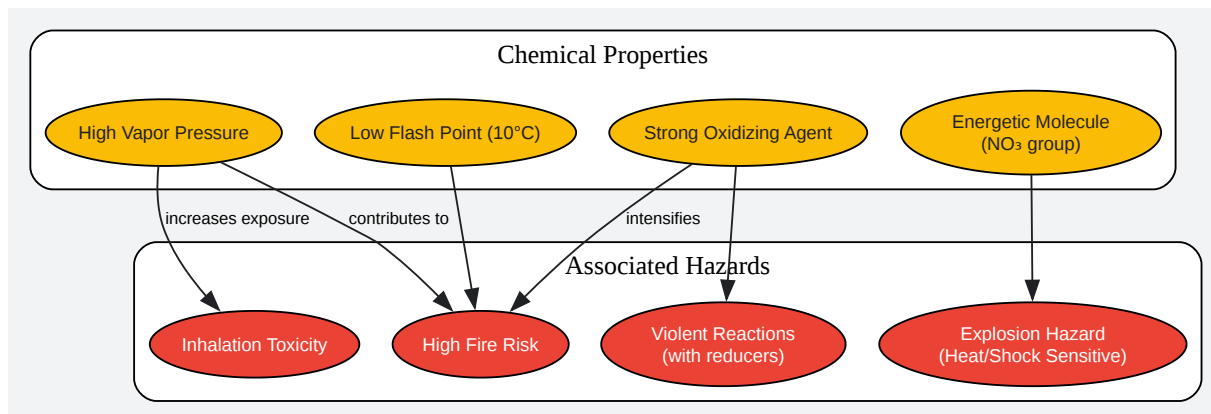 Chemical Properties
High Vapor Pressure
Low Flash Point (10°C)
Strong Oxidizing Agent
Energetic Molecule
(NO₃ group)
increases exposure
contributes to
intensifies
Associated Hazards
Inhalation Toxicity
High Fire Risk
Violent Reactions
(with reducers)
Explosion Hazard
(Heat/Shock Sensitive)